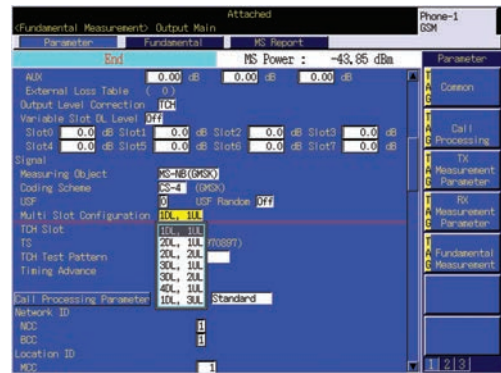 Attached
<Fundamental Measurement> Output Main
Phone-1
GSM
Parameter Fundamental MS Report
End MS Power : -43.85 dBm
Parameter
AUX 0.00 dB 0.00 dB 0.00 dB
External Loss Table ( 0)
Output Level Correction TCH
Variable Slot DL Level Off
Slot0 0.0 dB Slot1 0.0 dB Slot2 0.0 dB Slot3 0.0 dB
Slot4 0.0 dB Slot5 0.0 dB Slot6 0.0 dB Slot7 0.0 dB
Signal
Measuring Object MS-NB(GMSK)
Coding Scheme CS-4 (GMSK)
USF 0 USF Random Off
Multi Slot Configuration 1DL, 1UL
TCH Slot 1DL, 1UL
TS 2DL, 1UL 70897)
TCH Test Pattern 2DL, 2UL
3DL, 1UL
Timing Advance 3DL, 2UL
4DL, 1UL
Call Processing Parameter 1DL, 3UL Standard
Network ID
NCC 1
BCC 1
Location ID
MCC 1
TAG Common
TAG Call Processing
TAG TX Measurement Parameter
TAG RX Measurement Parameter
TAG Fundamental Measurement
1 2 3